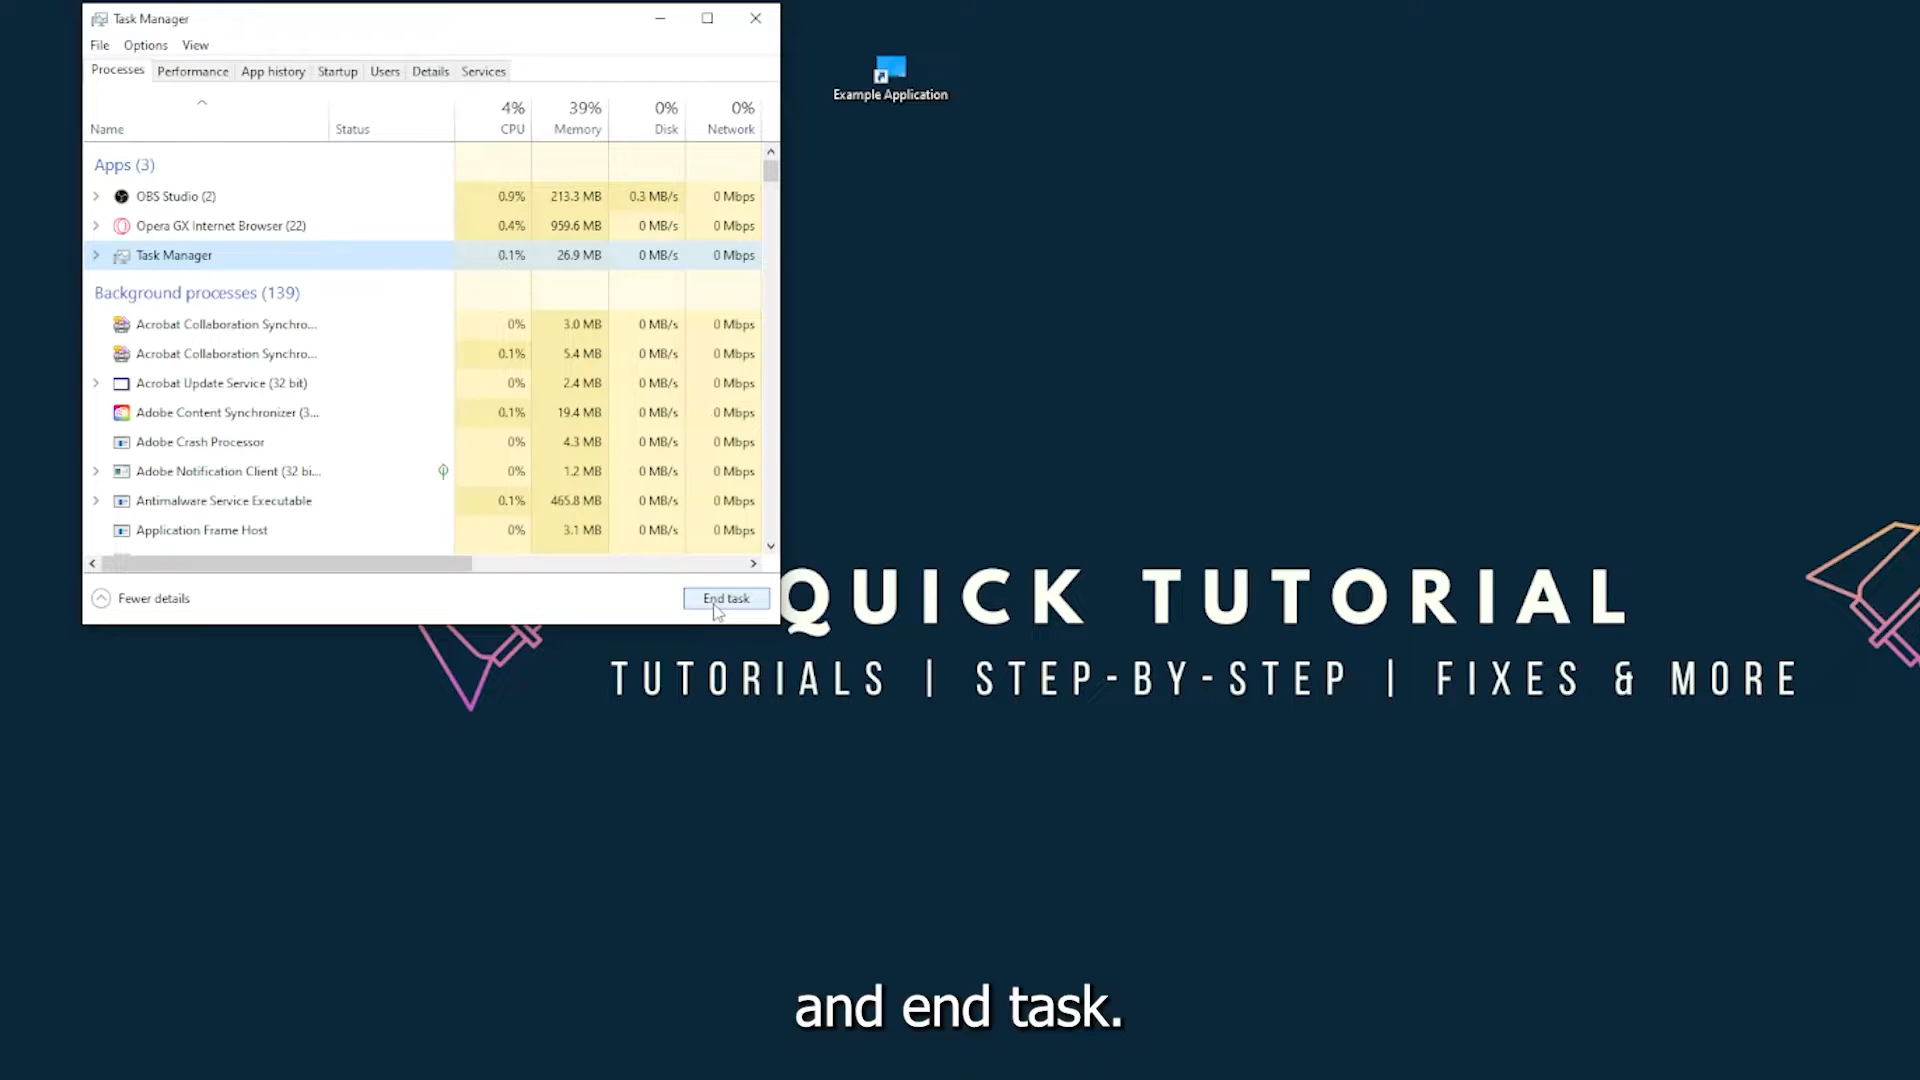 Task Manager
File Options View
Processes Performance App history Startup Users Details Services
4% 39% 0% 0%
Name Status CPU Memory Disk Network
Apps (3)
OBS Studio (2) 0.9% 213.3 MB 0.3 MB/s 0 Mbps
Opera GX Internet Browser (22) 0.4% 959.6 MB 0 MB/s 0 Mbps
Task Manager 0.1% 26.9 MB 0 MB/s 0 Mbps
Background processes (139)
Acrobat Collaboration Synchro... 0% 3.0 MB 0 MB/s 0 Mbps
Acrobat Collaboration Synchro... 0.1% 5.4 MB 0 MB/s 0 Mbps
Acrobat Update Service (32 bit) 0% 2.4 MB 0 MB/s 0 Mbps
Adobe Content Synchronizer (3... 0.1% 19.4 MB 0 MB/s 0 Mbps
Adobe Crash Processor 0% 4.3 MB 0 MB/s 0 Mbps
Adobe Notification Client (32 bi... 0% 1.2 MB 0 MB/s 0 Mbps
Antimalware Service Executable 0.1% 465.8 MB 0 MB/s 0 Mbps
Application Frame Host 0% 3.1 MB 0 MB/s 0 Mbps
Fewer details End task
Example Application
QUICK TUTORIAL
TUTORIALS | STEP-BY-STEP | FIXES & MORE
and end task.